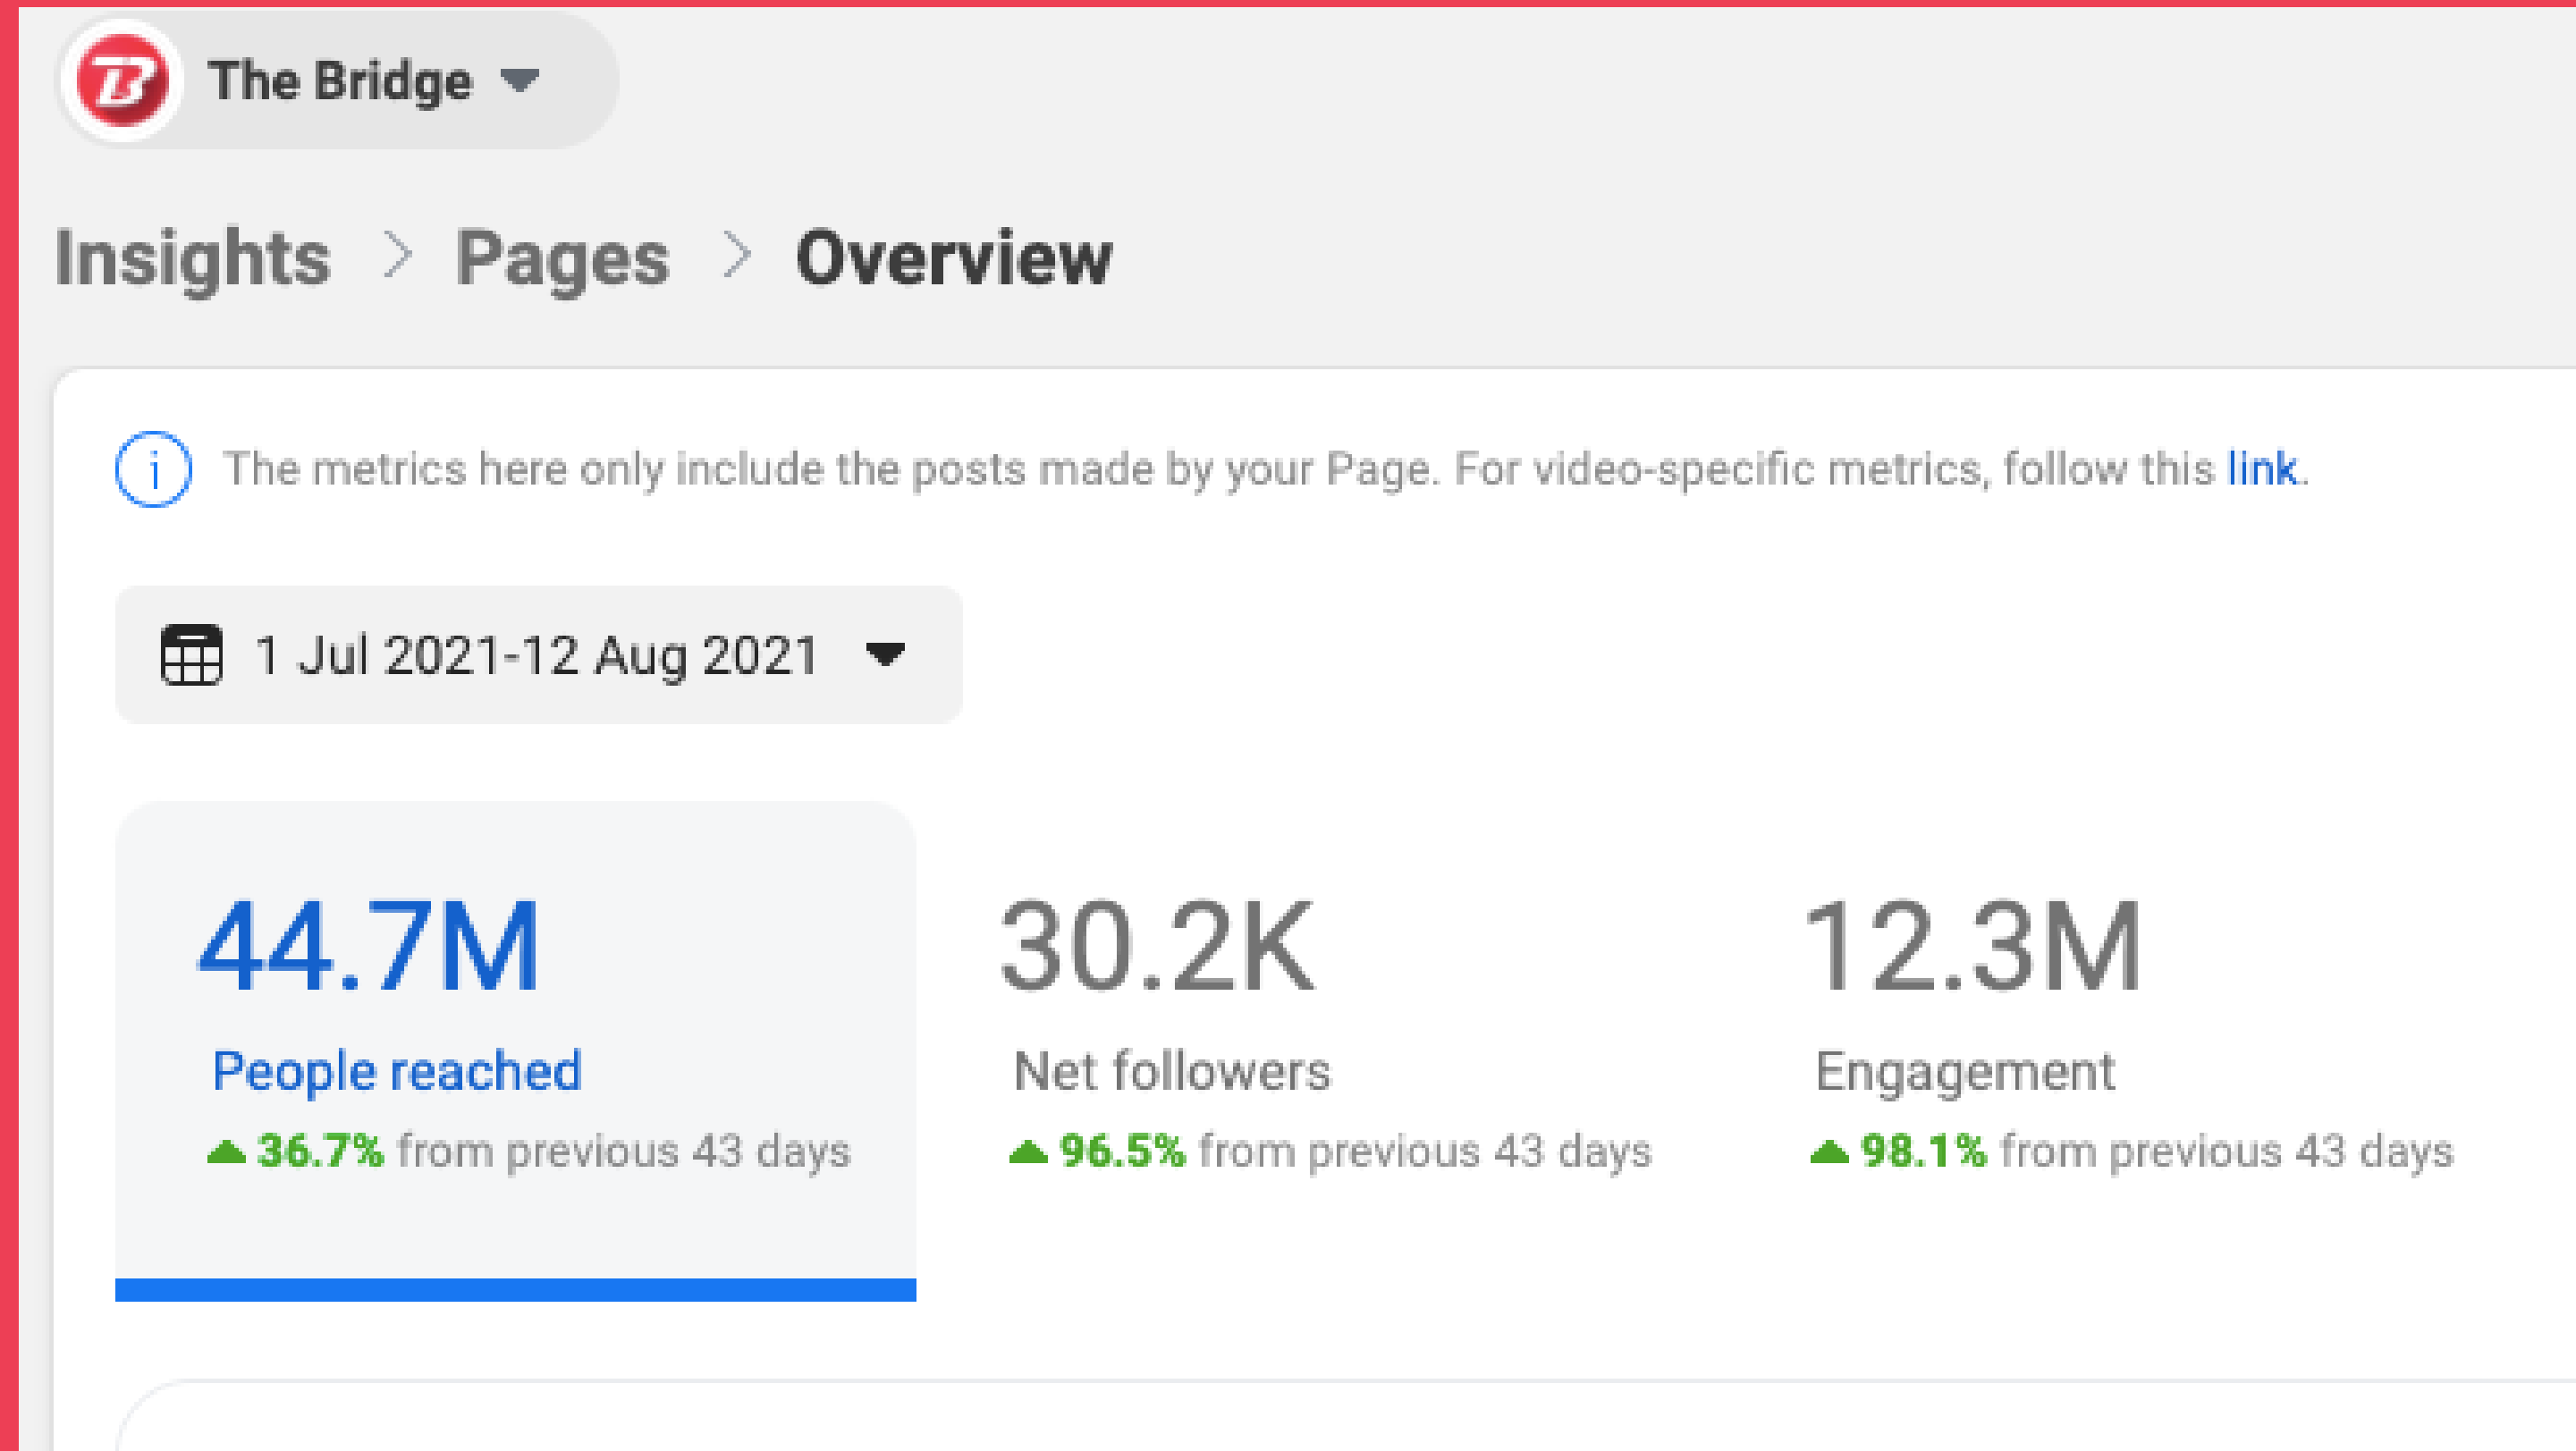 The Bridge
Insights > Pages > Overview
The metrics here only include the posts made by your Page. For video-specific metrics, follow this link.
1 Jul 2021-12 Aug 2021
44.7M 30.2K 12.3M
People reached Net followers Engagement
36.7% from previous 43 days 96.5% from previous 43 days 98.1% from previous 43 days